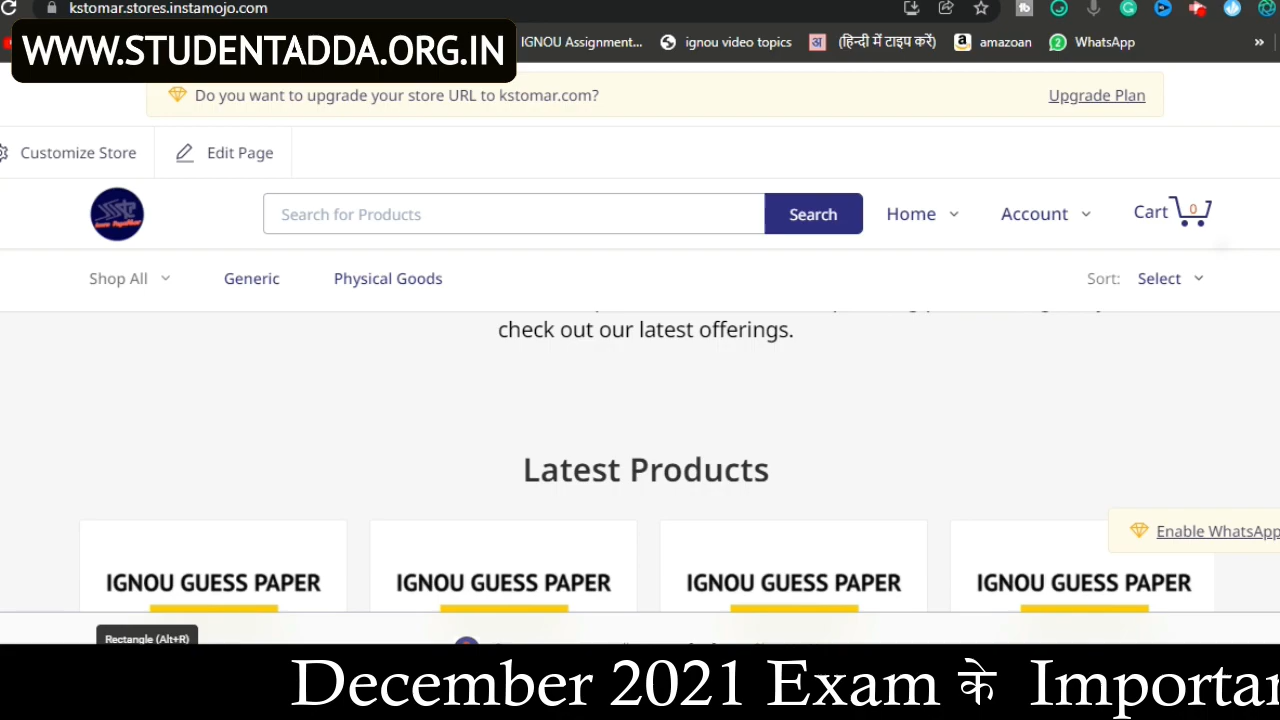 kstomar.stores.instamojo.com
WWW.STUDENTADDA.ORG.IN
IGNOU Assignment... ignou video topics (हिन्दी में टाइप करें) amazoan WhatsApp »
Do you want to upgrade your store URL to kstomar.com? Upgrade Plan
Customize Store Edit Page
Search for Products Search Home Account Cart 0
Shop All Generic Physical Goods Sort: Select
check out our latest offerings.
Latest Products
Enable WhatsApp
IGNOU GUESS PAPER IGNOU GUESS PAPER IGNOU GUESS PAPER IGNOU GUESS PAPER
Rectangle (Alt+R)
December 2021 Exam के